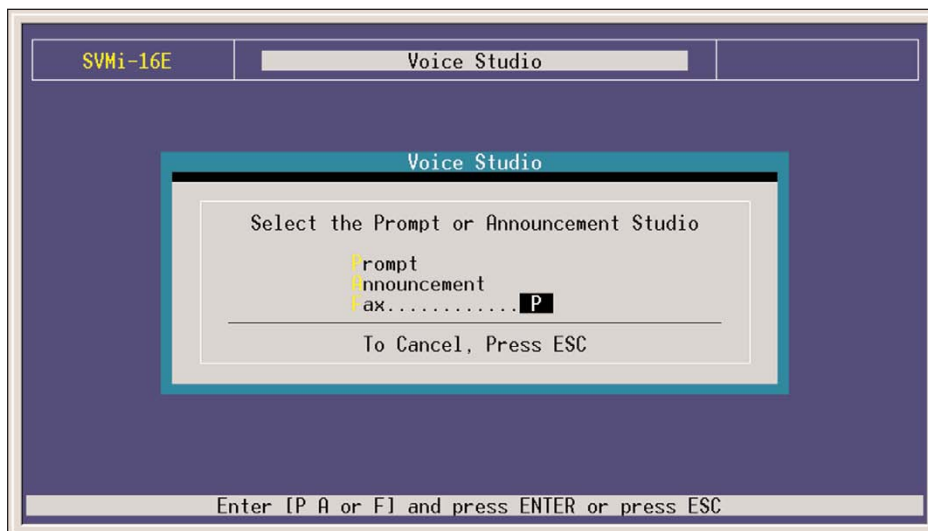 SVMi-16E
Voice Studio
Voice Studio
Select the Prompt or Announcement Studio
Prompt
Announcement
Fax............P
To Cancel, Press ESC
Enter [P A or F] and press ENTER or press ESC